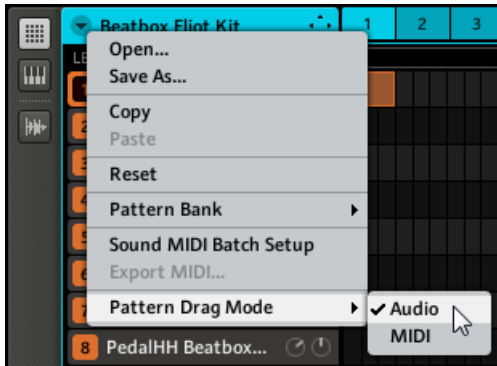 Beatbox Eliot Kit
1 2 3
LE
1
Open...
Save As...
Copy
2
Paste
3
Reset
4
Pattern Bank
5
Sound MIDI Batch Setup
6
Export MIDI...
7
Pattern Drag Mode
Audio
MIDI
8 PedalHH Beatbox...